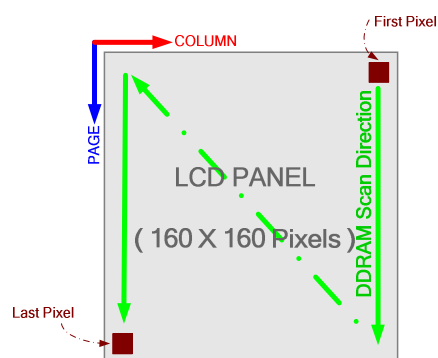 First Pixel
COLUMN
PAGE
LCD PANEL
( 160 X 160 Pixels )
DDRAM Scan Direction
Last Pixel